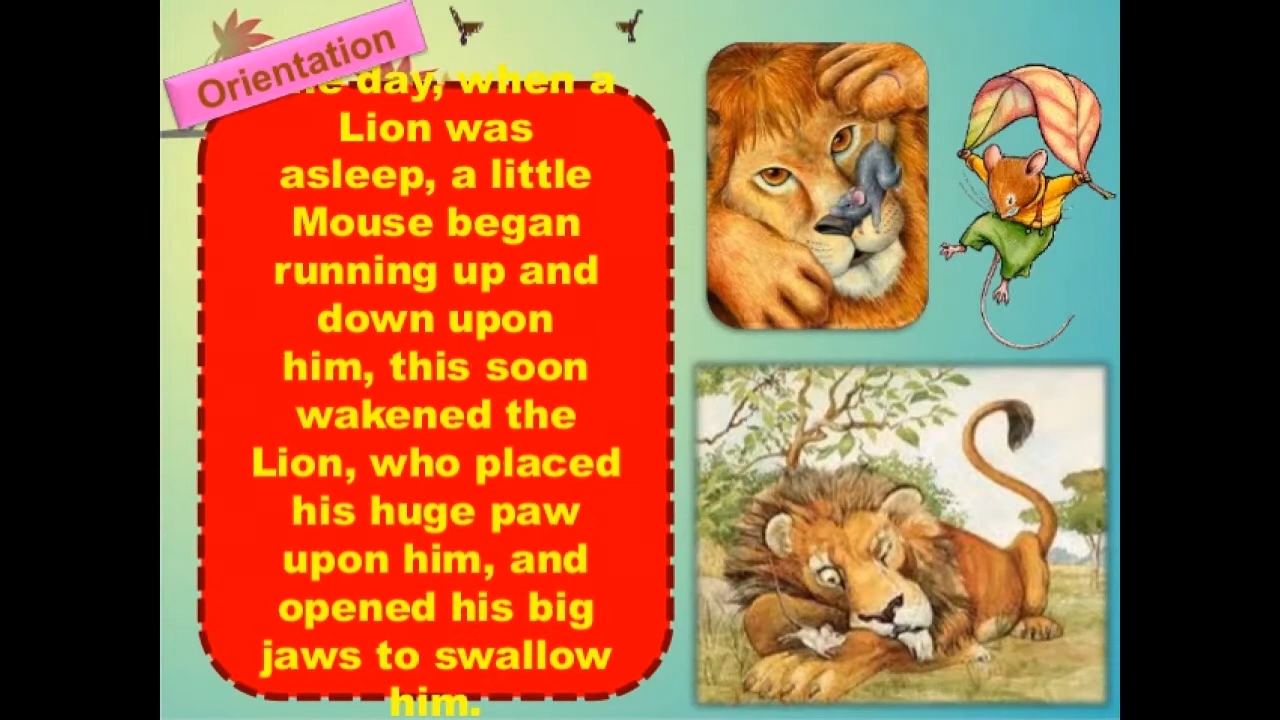 Orientation
day, when a
Lion was
asleep, a little
Mouse began
running up and
down upon
him, this soon
wakened the
Lion, who placed
his huge paw
upon him, and
opened his big
jaws to swallow
him.